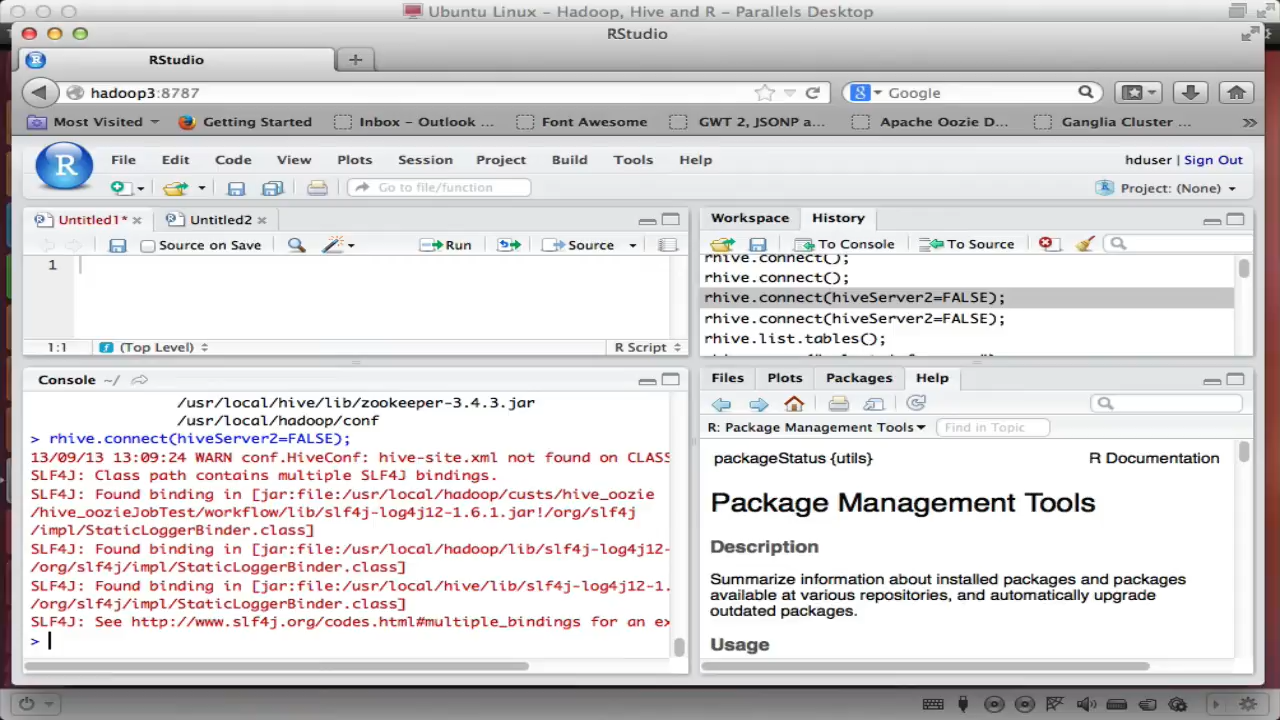 Ubuntu Linux - Hadoop, Hive and R - Parallels Desktop
RStudio
R RStudio
hadoop3:8787
8 Google
Most Visited Getting Started Inbox - Outlook ... Font Awesome GWT 2, JSONP a... Apache Oozie D... Ganglia Cluster ... »
R File Edit Code View Plots Session Project Build Tools Help
hduser | Sign Out
Go to file/function
Project: (None)
Untitled1* Untitled2
Source on Save Run Source
1
1:1 (Top Level) R Script
Workspace History
To Console To Source
rhive.connect();
rhive.connect();
rhive.connect(hiveServer2=FALSE);
rhive.connect(hiveServer2=FALSE);
rhive.list.tables();
Console ~/
/usr/local/hive/lib/zookeeper-3.4.3.jar
/usr/local/hadoop/conf
> rhive.connect(hiveServer2=FALSE);
13/09/13 13:09:24 WARN conf.HiveConf: hive-site.xml not found on CLASS
SLF4J: Class path contains multiple SLF4J bindings.
SLF4J: Found binding in [jar:file:/usr/local/hadoop/custs/hive_oozie
/hive_oozieJobTest/workflow/lib/slf4j-log4j12-1.6.1.jar!/org/slf4j
/impl/StaticLoggerBinder.class]
SLF4J: Found binding in [jar:file:/usr/local/hadoop/lib/slf4j-log4j12-
/org/slf4j/impl/StaticLoggerBinder.class]
SLF4J: Found binding in [jar:file:/usr/local/hive/lib/slf4j-log4j12-1.
/org/slf4j/impl/StaticLoggerBinder.class]
SLF4J: See http://www.slf4j.org/codes.html#multiple_bindings for an ex
>
Files Plots Packages Help
R: Package Management Tools Find in Topic
packageStatus {utils} R Documentation
Package Management Tools
Description
Summarize information about installed packages and packages
available at various repositories, and automatically upgrade
outdated packages.
Usage